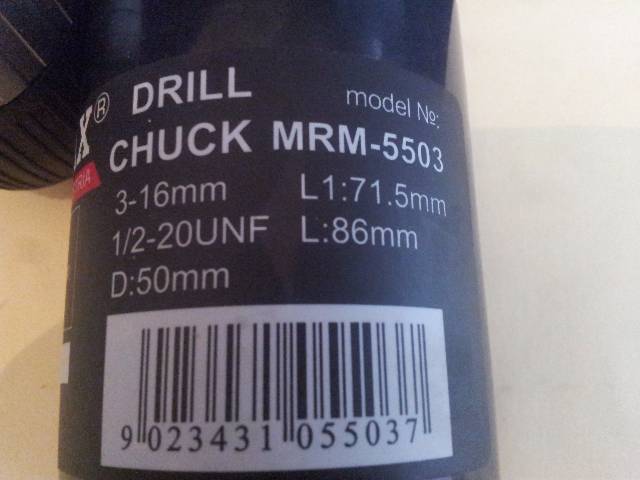 X® DRILL model №:
CHUCK MRM-5503
TRIA
3-16mm L1:71.5mm
1/2-20UNF L:86mm
D:50mm
9 023431 055037